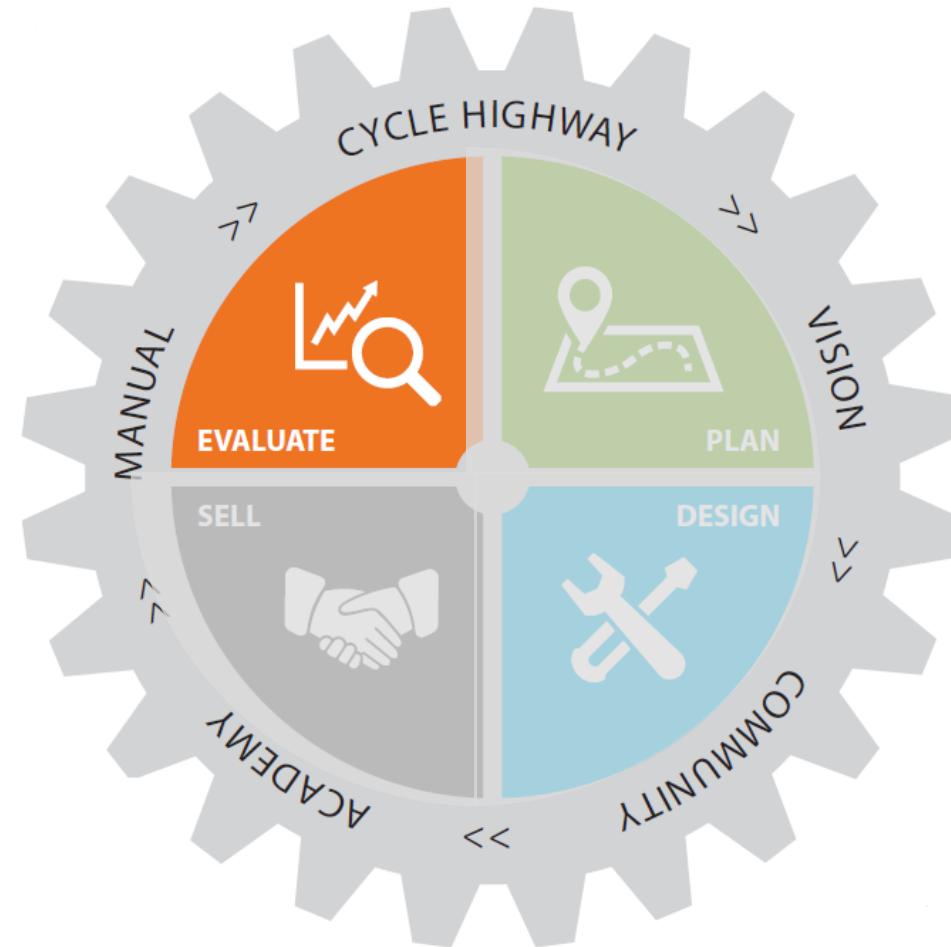 CYCLE HIGHWAY
>>
VISION
>>
COMMUNITY
>>
ACADEMY
>>
MANUAL
>>
EVALUATE
PLAN
SELL
DESIGN